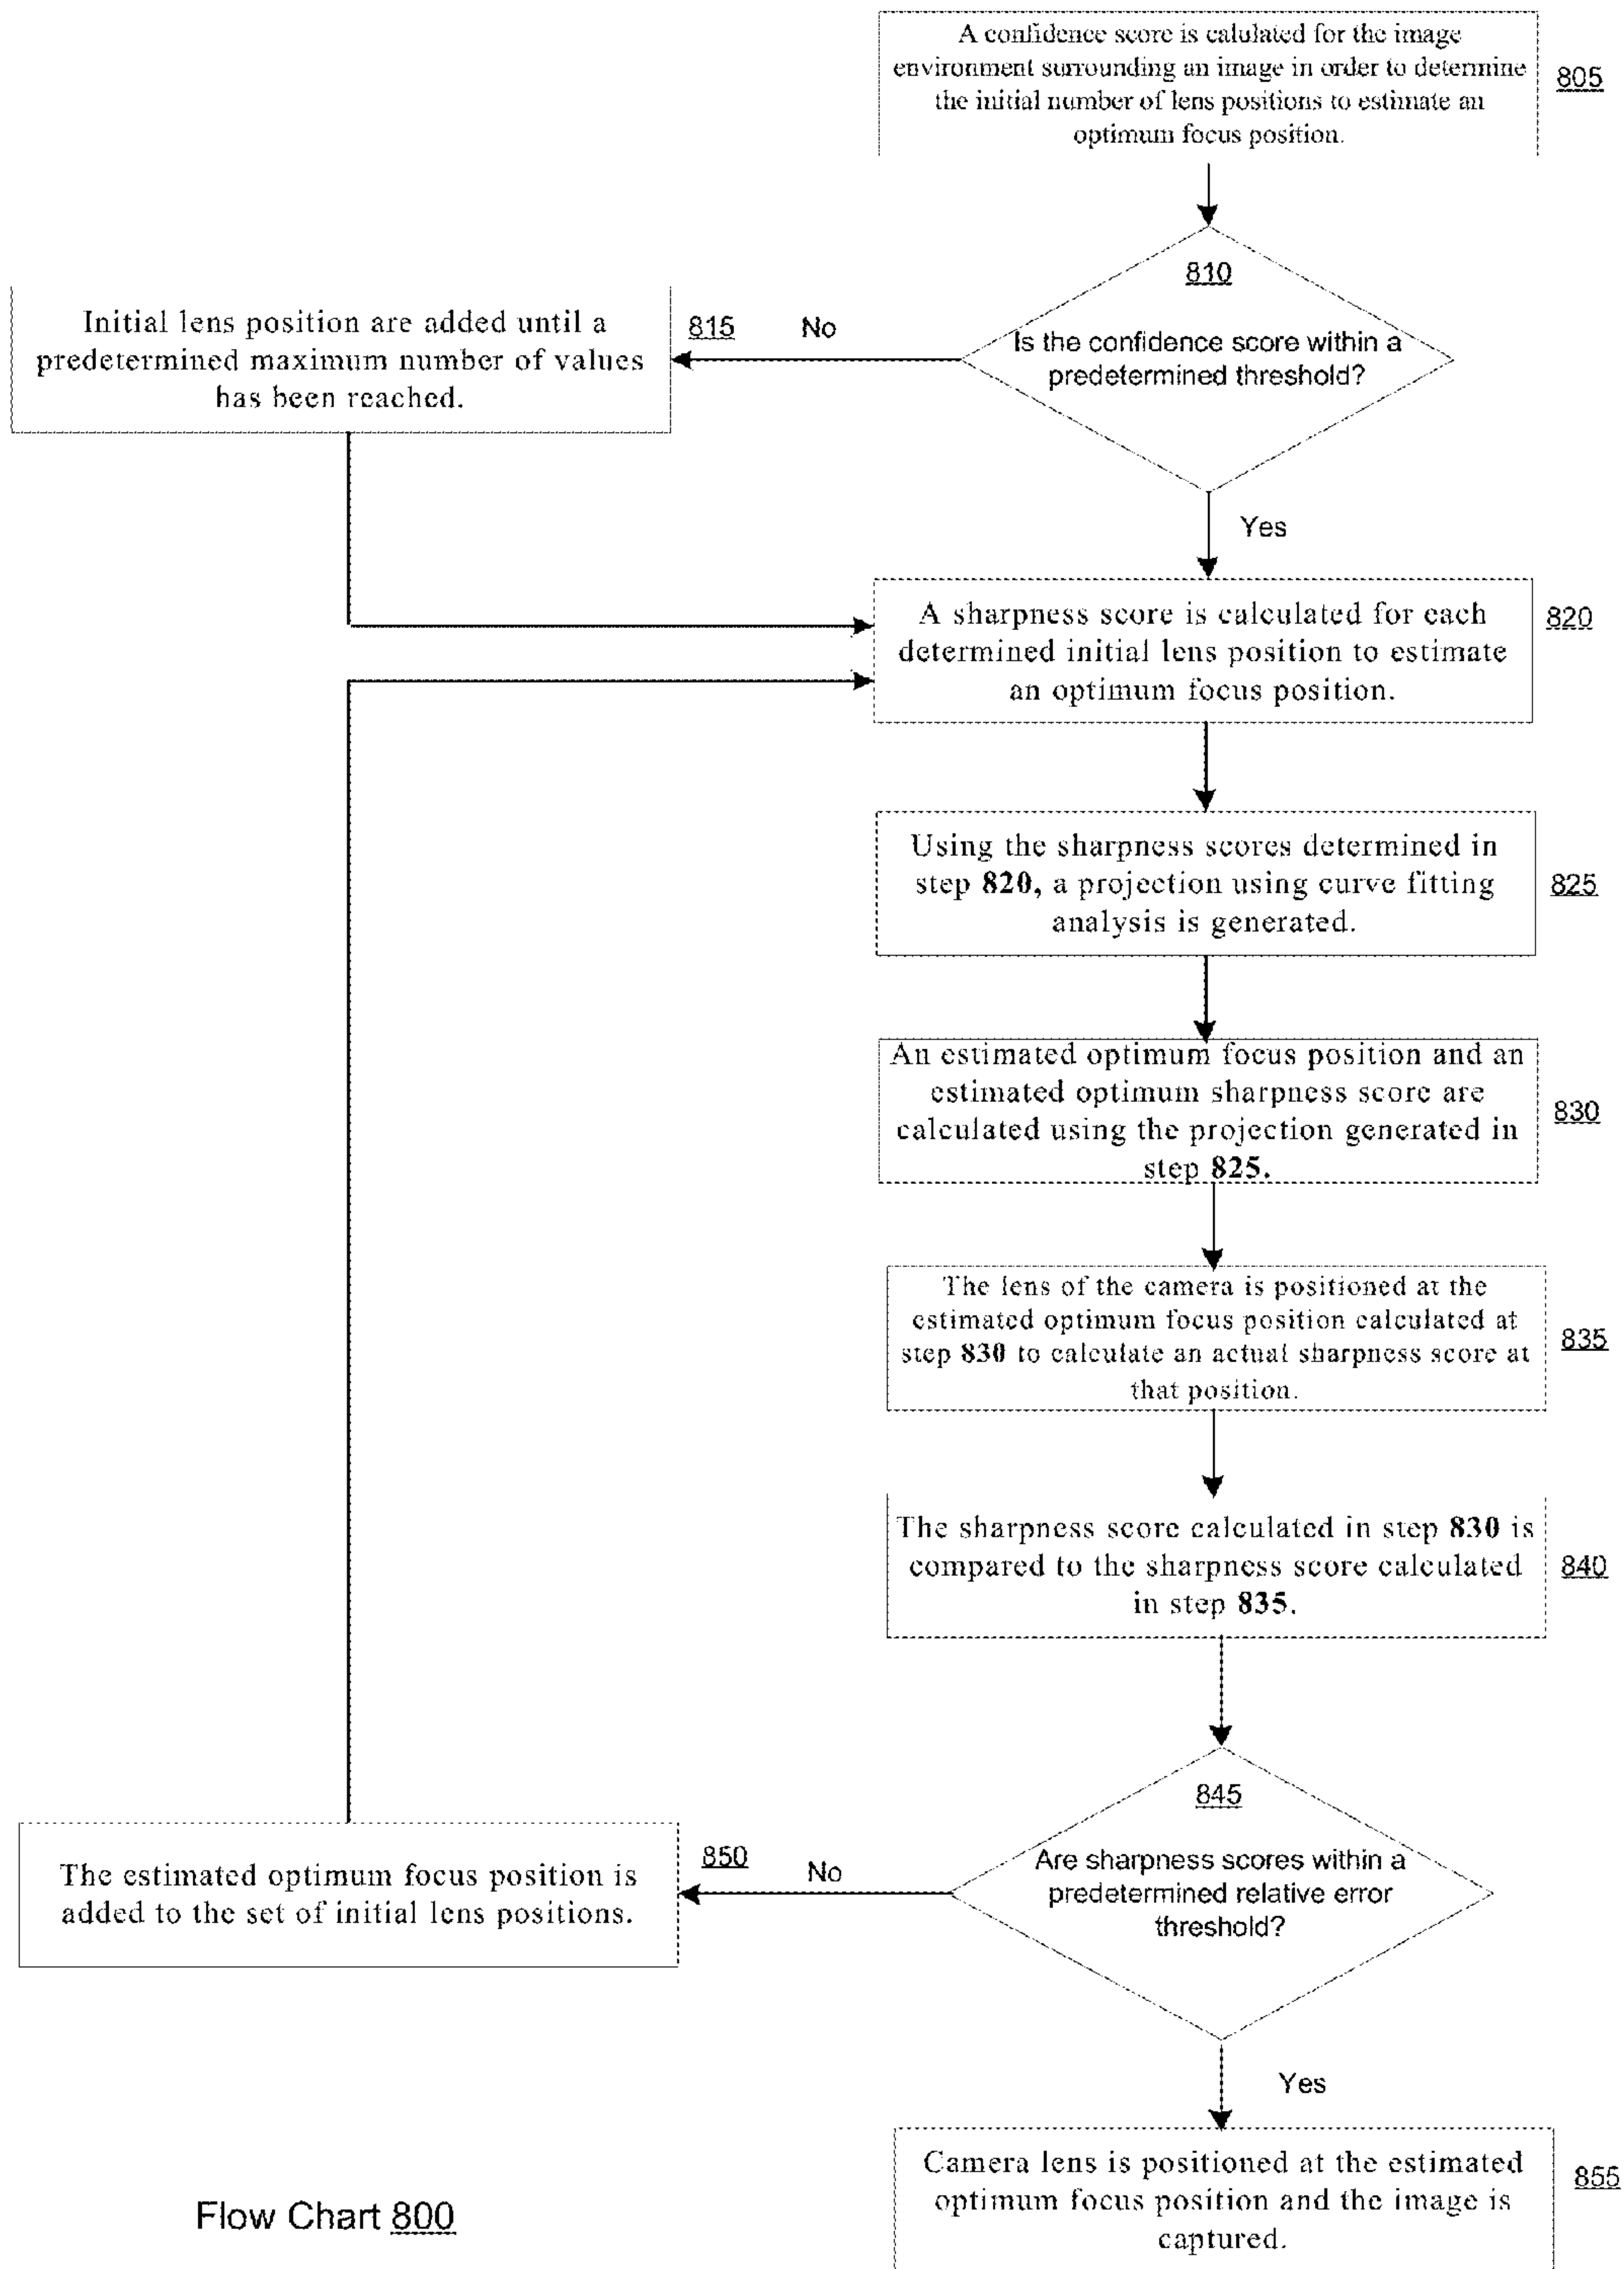 A confidence score is calulated for the image
environment surrounding an image in order to determine
the initial number of lens positions to estimate an
optimum focus position.
805
810
Is the confidence score within a
predetermined threshold?
815
No
Initial lens position are added until a
predetermined maximum number of values
has been reached.
Yes
A sharpness score is calculated for each
determined initial lens position to estimate
an optimum focus position.
820
Using the sharpness scores determined in
step 820, a projection using curve fitting
analysis is generated.
825
An estimated optimum focus position and an
estimated optimum sharpness score are
calculated using the projection generated in
step 825.
830
The lens of the camera is positioned at the
estimated optimum focus position calculated at
step 830 to calculate an actual sharpness score at
that position.
835
The sharpness score calculated in step 830 is
compared to the sharpness score calculated
in step 835.
840
845
Are sharpness scores within a
predetermined relative error
threshold?
850
No
The estimated optimum focus position is
added to the set of initial lens positions.
Yes
Camera lens is positioned at the estimated
optimum focus position and the image is
captured.
855
Flow Chart 800